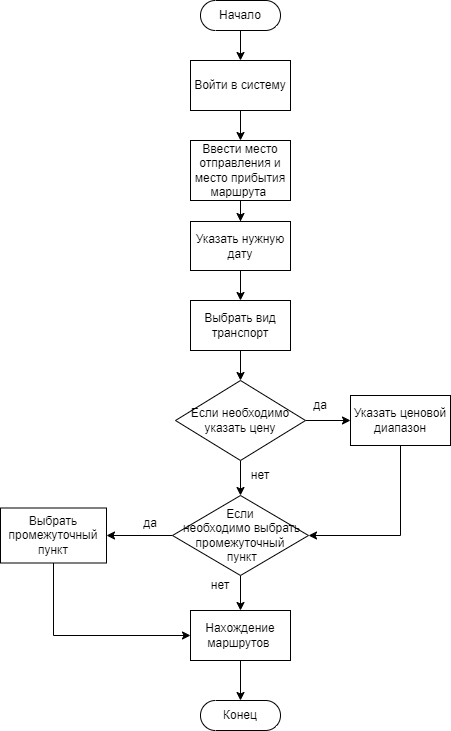 Начало
Войти в систему
Ввести место
отправления и
место прибытия
маршрута
Указать нужную
дату
Выбрать вид
транспорт
Если необходимо
указать цену
да
Указать ценовой
диапазон
нет
Если
необходимо выбрать
промежуточный
пункт
да
Выбрать
промежуточный
пункт
нет
Нахождение
маршрутов
Конец